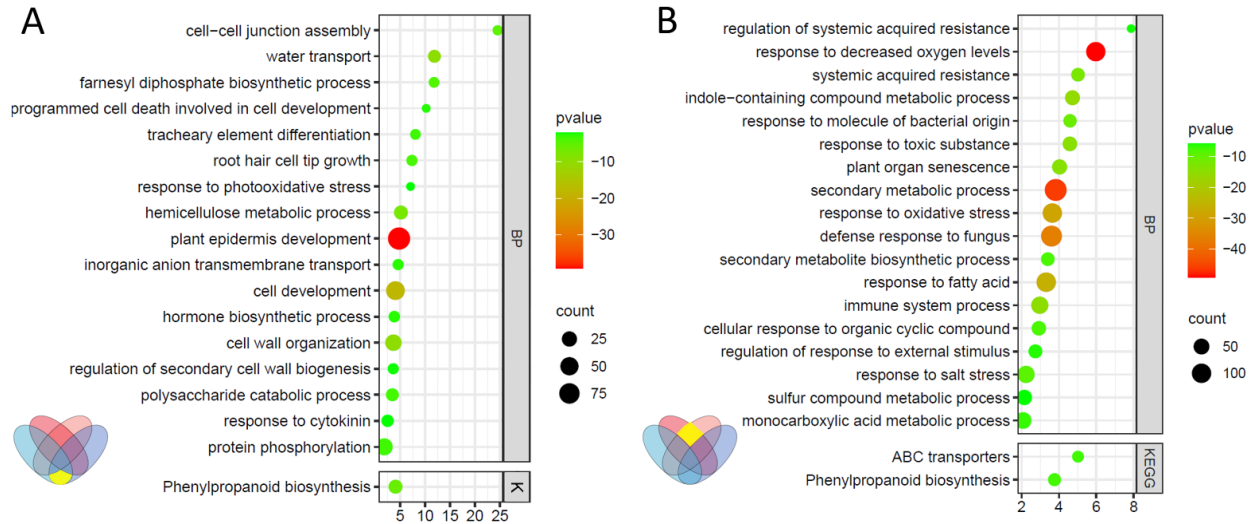 A
cell−cell junction assembly
water transport
farnesyl diphosphate biosynthetic process
programmed cell death involved in cell development
tracheary element differentiation
root hair cell tip growth
response to photooxidative stress
hemicellulose metabolic process
plant epidermis development
inorganic anion transmembrane transport
cell development
hormone biosynthetic process
cell wall organization
regulation of secondary cell wall biogenesis
polysaccharide catabolic process
response to cytokinin
protein phosphorylation
BP
Phenylpropanoid biosynthesis
K
5 10 15 20 25
pvalue
−10
−20
−30
count
25
50
75
B
regulation of systemic acquired resistance
response to decreased oxygen levels
systemic acquired resistance
indole−containing compound metabolic process
response to molecule of bacterial origin
response to toxic substance
plant organ senescence
secondary metabolic process
response to oxidative stress
defense response to fungus
secondary metabolite biosynthetic process
response to fatty acid
immune system process
cellular response to organic cyclic compound
regulation of response to external stimulus
response to salt stress
sulfur compound metabolic process
monocarboxylic acid metabolic process
BP
ABC transporters
Phenylpropanoid biosynthesis
KEGG
2 4 6 8
pvalue
−10
−20
−30
−40
count
50
100